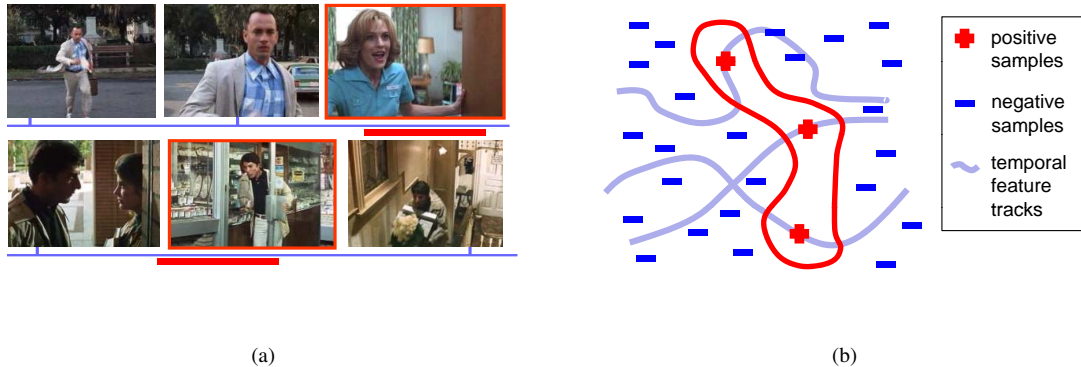 positive
samples
negative
samples
temporal
feature
tracks
(a)
(b)